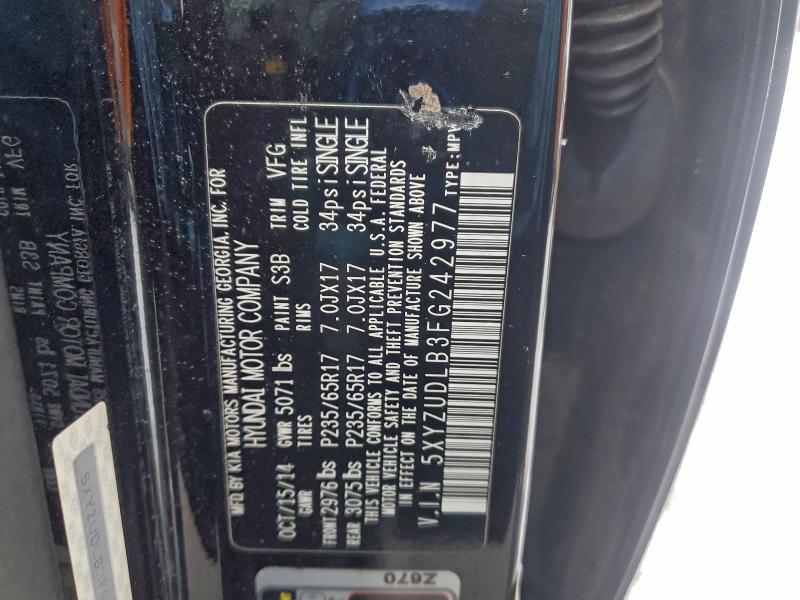 MFD BY KIA MOTORS MANUFACTURING GEORGIA, INC. FOR
HYUNDAI MOTOR COMPANY
OCT/15/14 GVWR 5071 lbs PAINT S3B TRIM VFG
GAWR TIRES RIMS COLD TIRE INFL
FRONT 2976 lbs P235/65R17 7.0JX17 34psi SINGLE
REAR 3075 lbs P235/65R17 7.0JX17 34psi SINGLE
THIS VEHICLE CONFORMS TO ALL APPLICABLE U.S.A. FEDERAL
MOTOR VEHICLE SAFETY AND THEFT PREVENTION STANDARDS
IN EFFECT ON THE DATE OF MANUFACTURE SHOWN ABOVE
V.I.N 5XYZUDLB3FG242977 TYPE:MPV
Z670